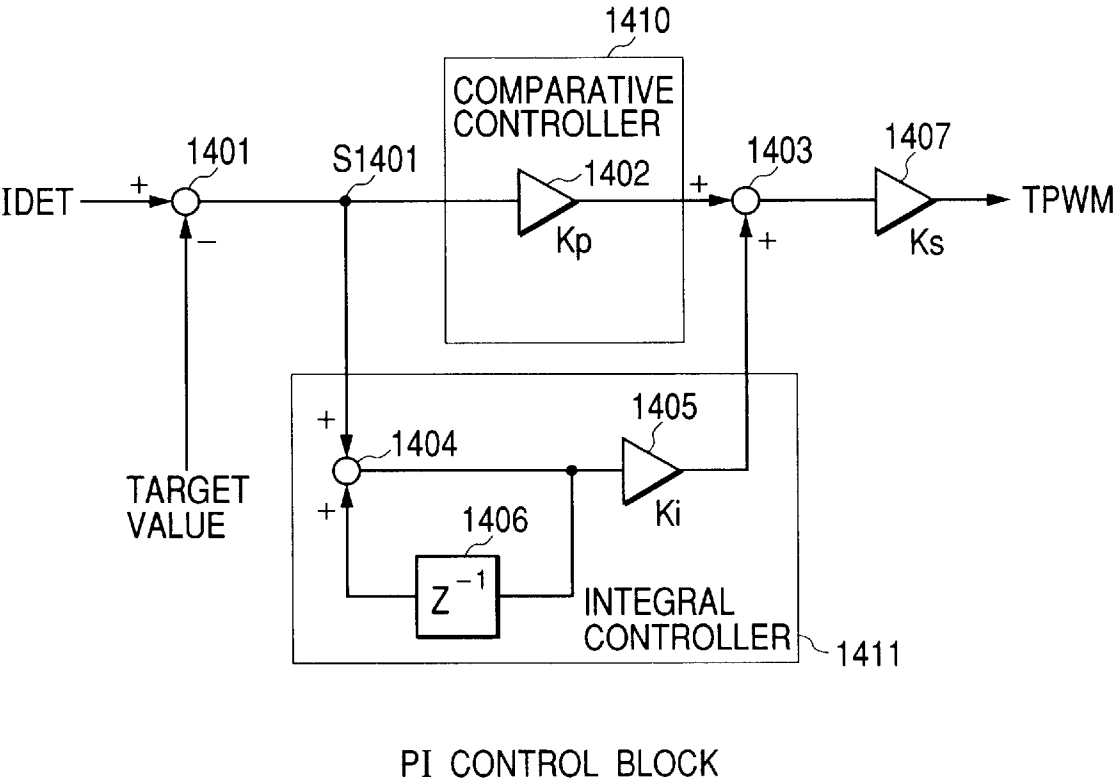 1410
COMPARATIVE
CONTROLLER
1401
S1401
1402
1403
1407
IDET
+
+
TPWM
−
Kp
+
Ks
1405
+
1404
TARGET
VALUE
+
1406
Ki
Z⁻¹
INTEGRAL
CONTROLLER
1411
PI CONTROL BLOCK